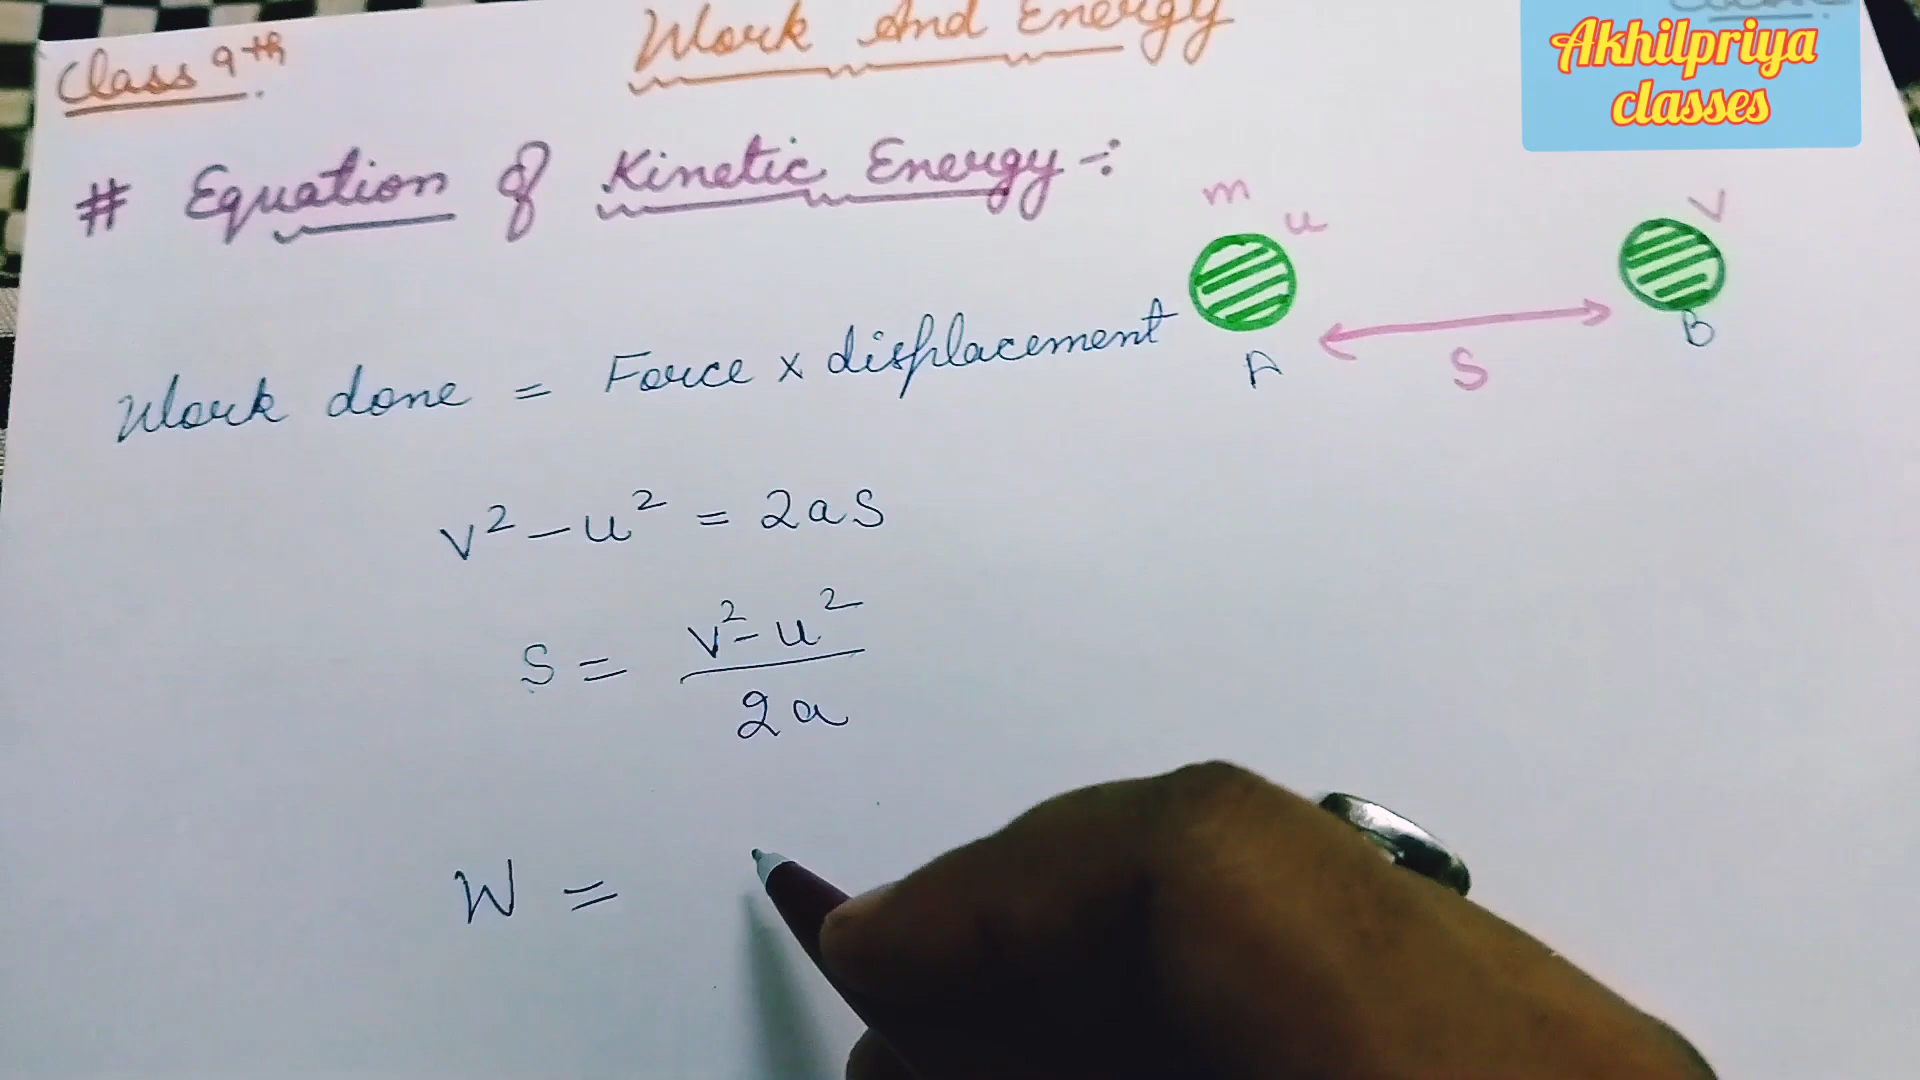 Class 9th.
Work And Energy
Akhilpriya
classes
# Equation of Kinetic Energy ÷
m
u
v
A
S
B
Work done = Force x displacement
v² - u² = 2as
S = v² - u² / 2a
W =